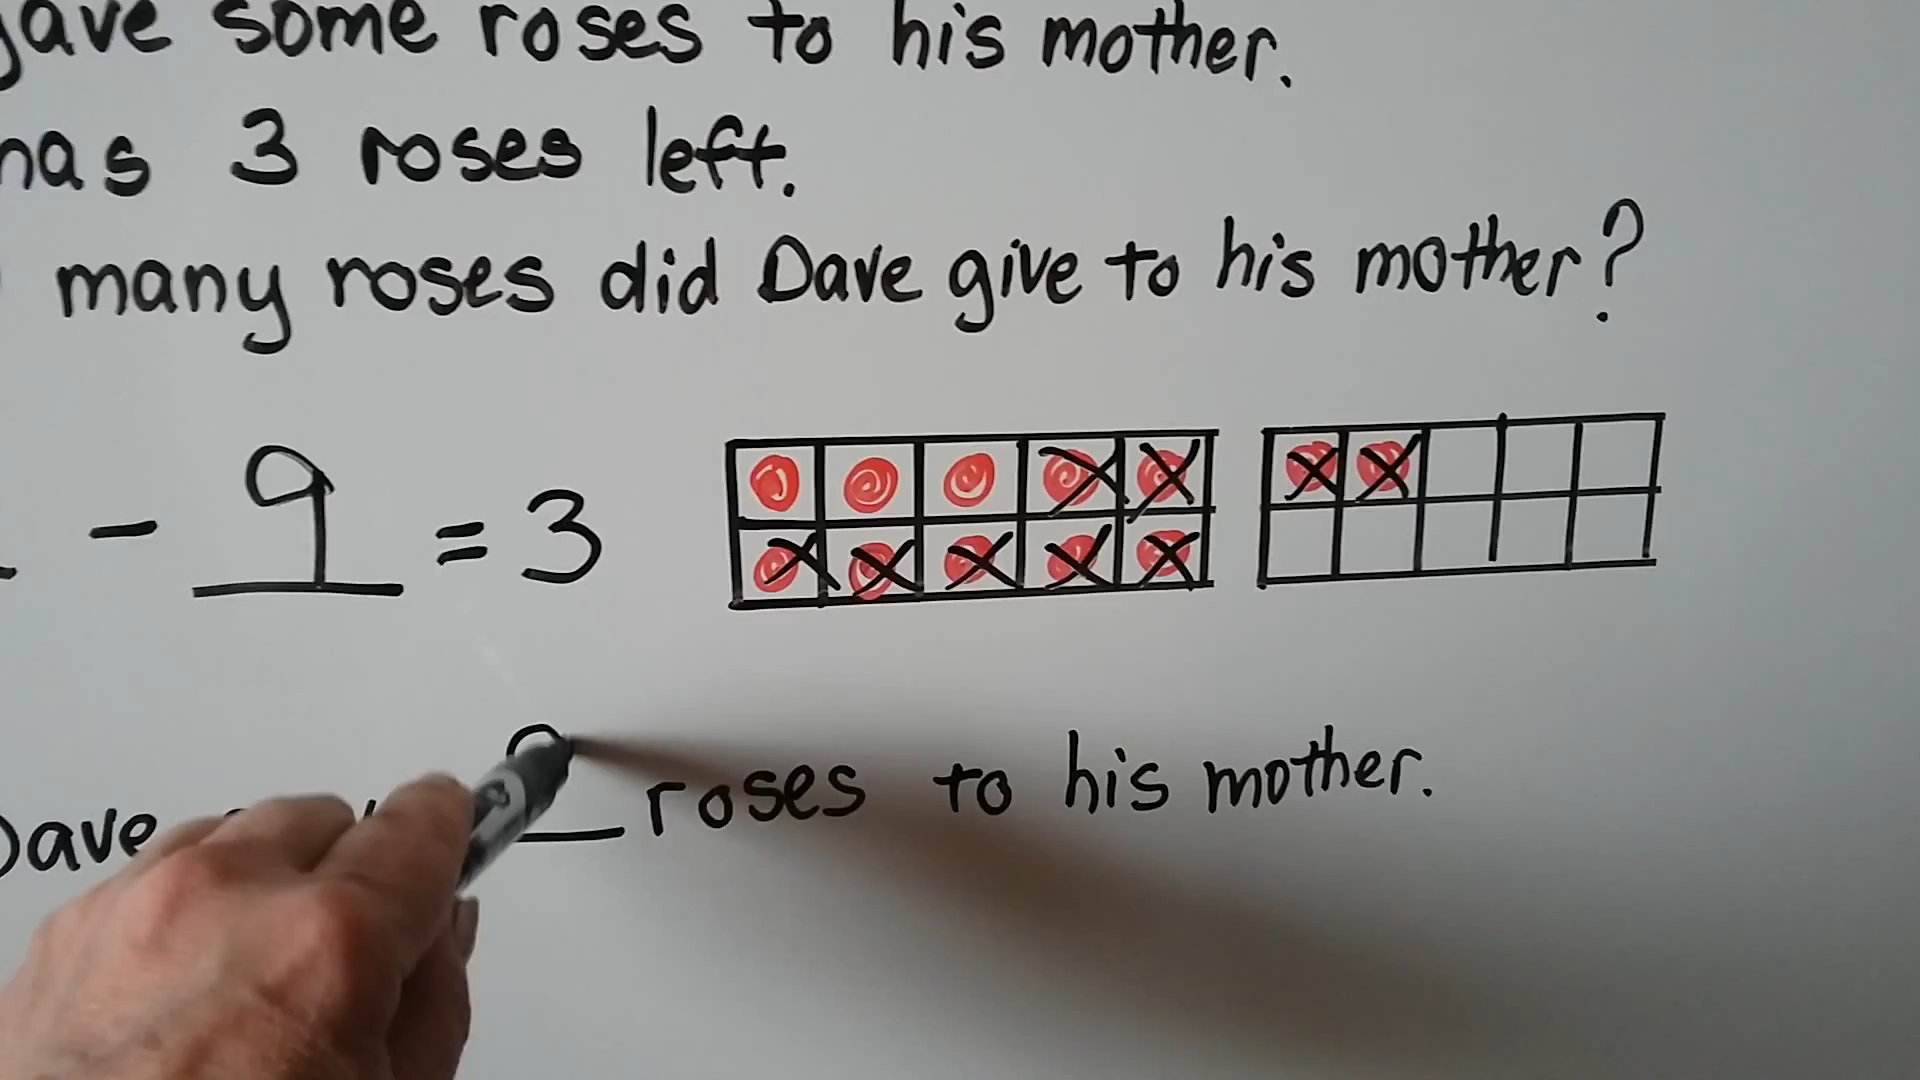 gave some roses to his mother.
has 3 roses left.
many roses did Dave give to his mother?
- 9 = 3
Dave roses to his mother.